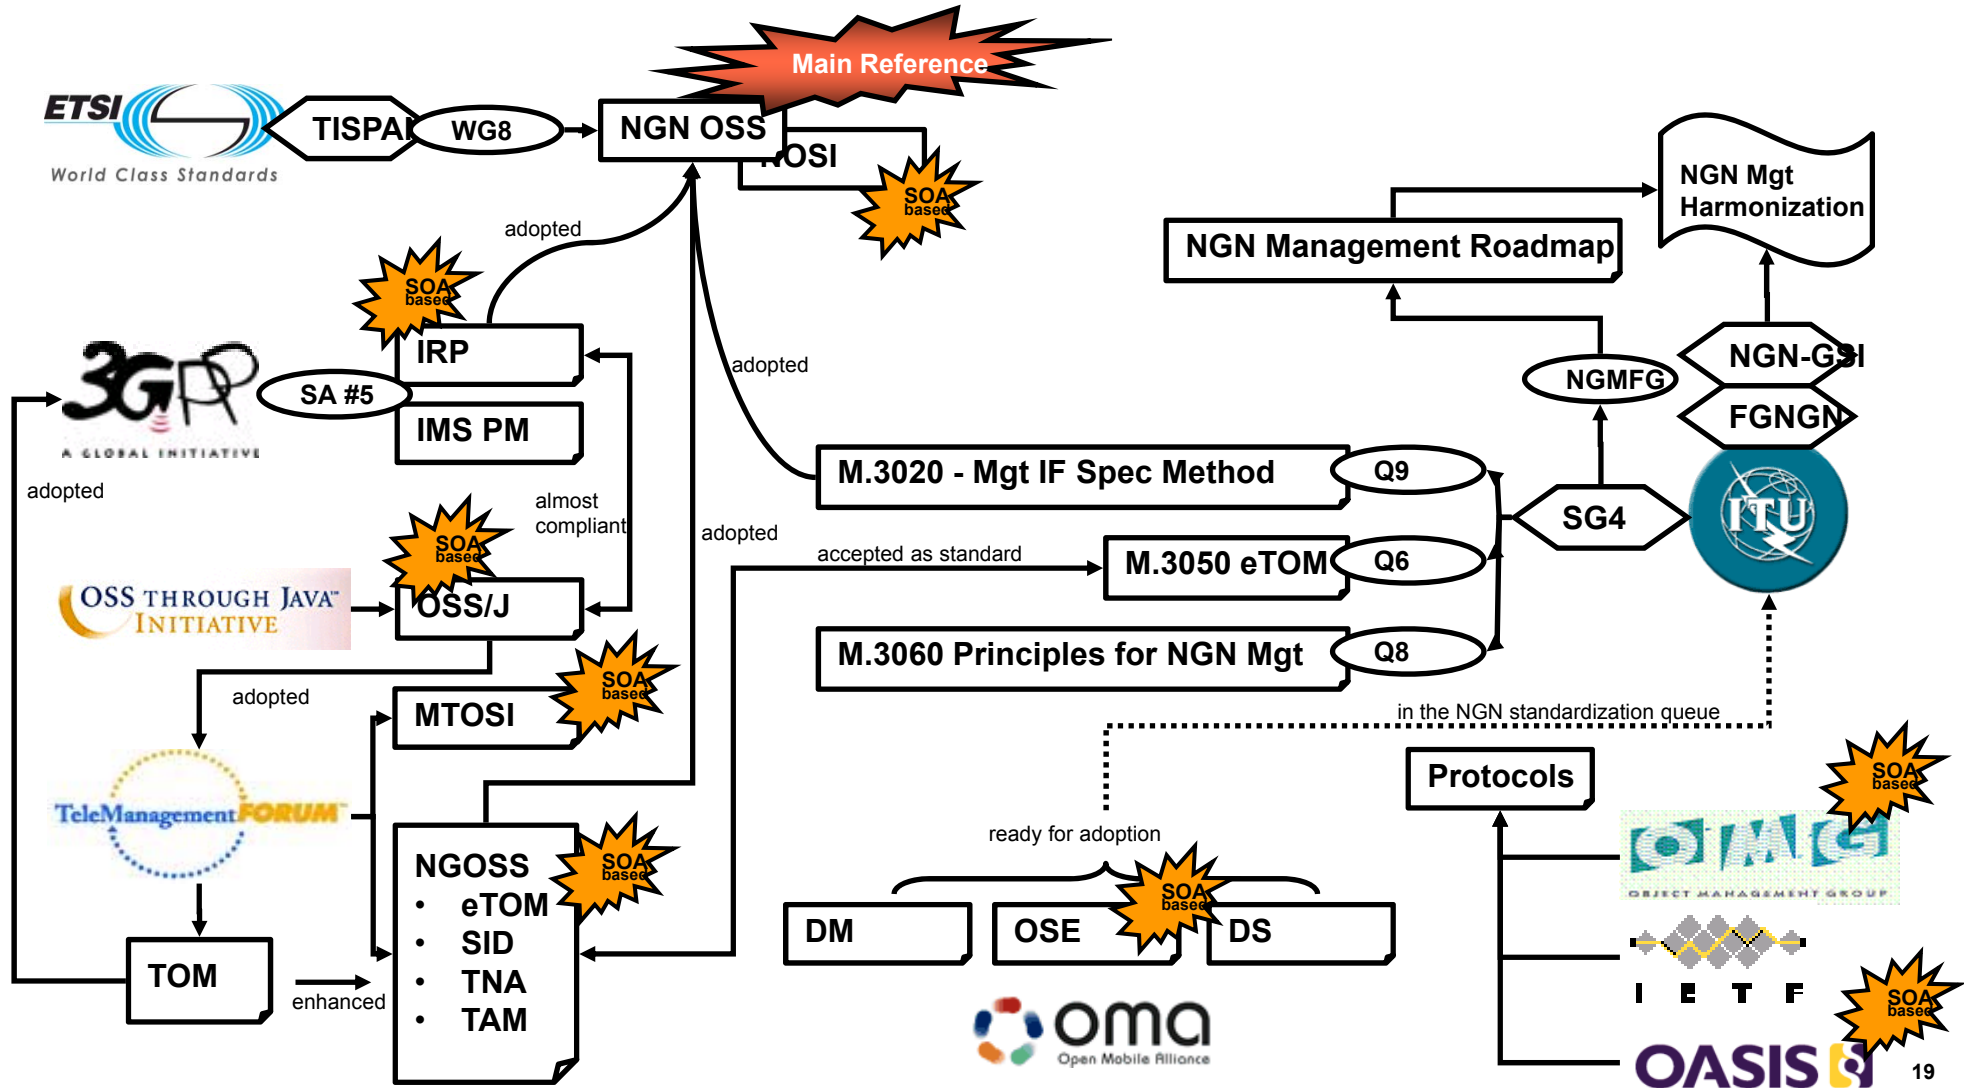 Main Reference
ETSI
World Class Standards
TISPAN
WG8
NGN OSS
NOSI
SOA
based
adopted
NGN Mgt
Harmonization
NGN Management Roadmap
SOA
based
IRP
3GPP
A GLOBAL INITIATIVE
SA #5
IMS PM
adopted
NGMFG
NGN-GSI
FGNGN
adopted
almost
compliant
M.3020 - Mgt IF Spec Method
Q9
SG4
ITU
adopted
accepted as standard
M.3050 eTOM
Q6
SOA
based
OSS THROUGH JAVA™
INITIATIVE
OSS/J
M.3060 Principles for NGN Mgt
Q8
adopted
MTOSI
SOA
based
in the NGN standardization queue
TeleManagement FORUM™
Protocols
SOA
based
OMG
OBJECT MANAGEMENT GROUP
ready for adoption
NGOSS
• eTOM
• SID
• TNA
• TAM
SOA
based
DM
OSE
SOA
based
DS
TOM
enhanced
IETF
SOA
based
oma
Open Mobile Alliance
OASIS
19